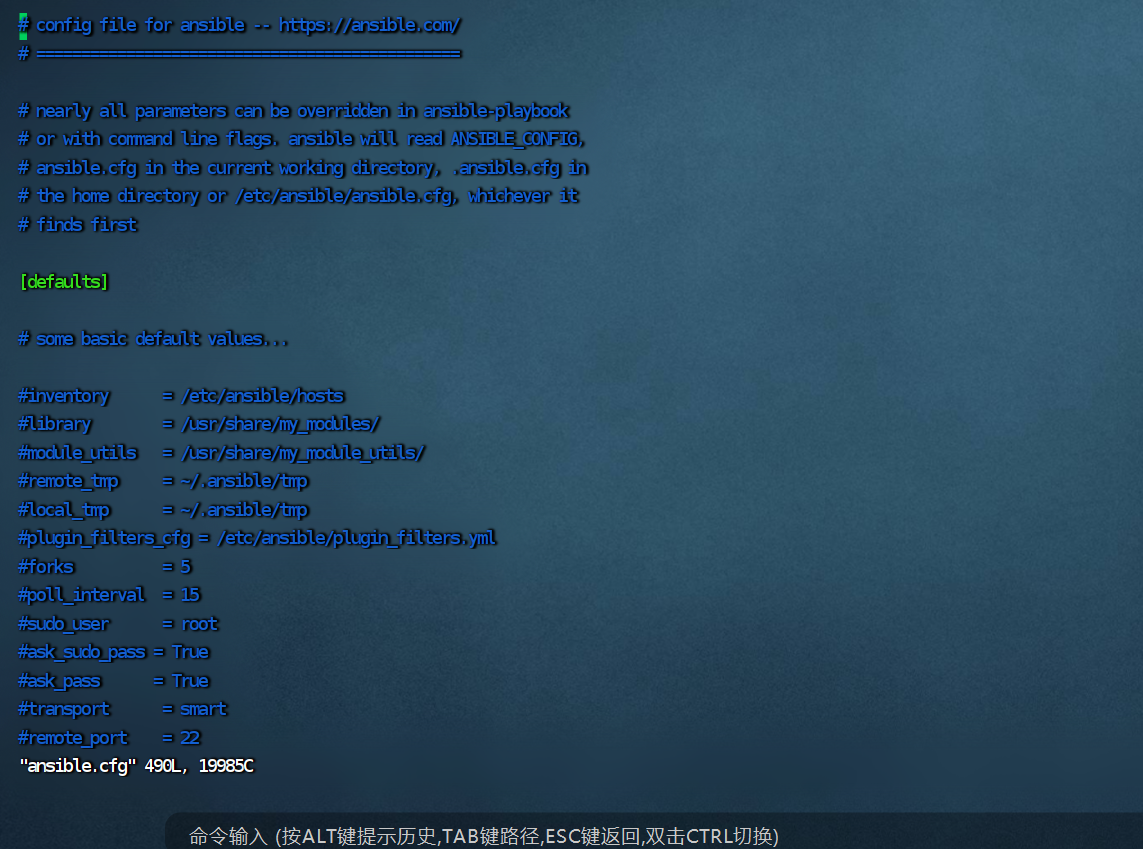 # config file for ansible -- https://ansible.com/
# ===============================================
# nearly all parameters can be overridden in ansible-playbook
# or with command line flags. ansible will read ANSIBLE_CONFIG,
# ansible.cfg in the current working directory, .ansible.cfg in
# the home directory or /etc/ansible/ansible.cfg, whichever it
# finds first
[defaults]
# some basic default values...
#inventory      = /etc/ansible/hosts
#library        = /usr/share/my_modules/
#module_utils   = /usr/share/my_module_utils/
#remote_tmp     = ~/.ansible/tmp
#local_tmp      = ~/.ansible/tmp
#plugin_filters_cfg = /etc/ansible/plugin_filters.yml
#forks          = 5
#poll_interval  = 15
#sudo_user      = root
#ask_sudo_pass = True
#ask_pass      = True
#transport      = smart
#remote_port    = 22
"ansible.cfg" 490L, 19985C
命令输入 (按ALT键提示历史,TAB键路径,ESC键返回,双击CTRL切换)